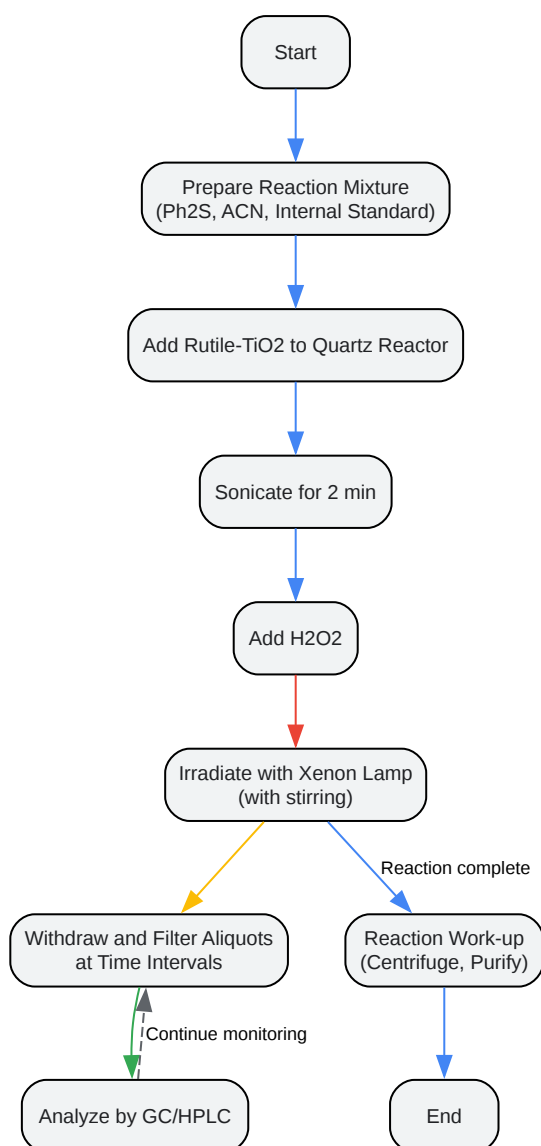 Start
Prepare Reaction Mixture
(Ph2S, ACN, Internal Standard)
Add Rutile-TiO2 to Quartz Reactor
Sonicate for 2 min
Add H2O2
Irradiate with Xenon Lamp
(with stirring)
Reaction complete
Withdraw and Filter Aliquots
at Time Intervals
Reaction Work-up
(Centrifuge, Purify)
Continue monitoring
Analyze by GC/HPLC
End